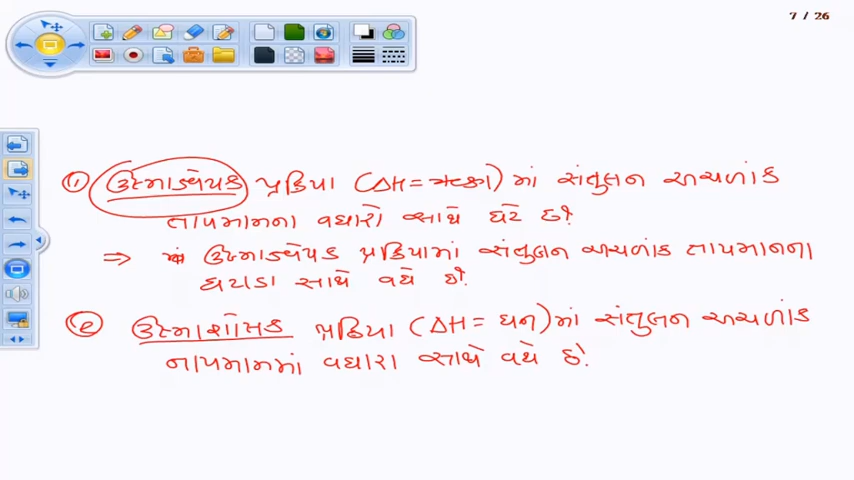 7 / 26
① ઉષ્માક્ષેપક પ્રક્રિયા (ΔH = ઋણ) માં સંતુલન અચળાંક
તાપમાનના વધારા સાથે ઘટે છે.
⇒ ઉષ્માક્ષેપક પ્રક્રિયામાં સંતુલન અચળાંક તાપમાનના
ઘટાડા સાથે વધે છે.
② ઉષ્માશોષક પ્રક્રિયા (ΔH = ધન) માં સંતુલન અચળાંક
તાપમાનમાં વધારા સાથે વધે છે.